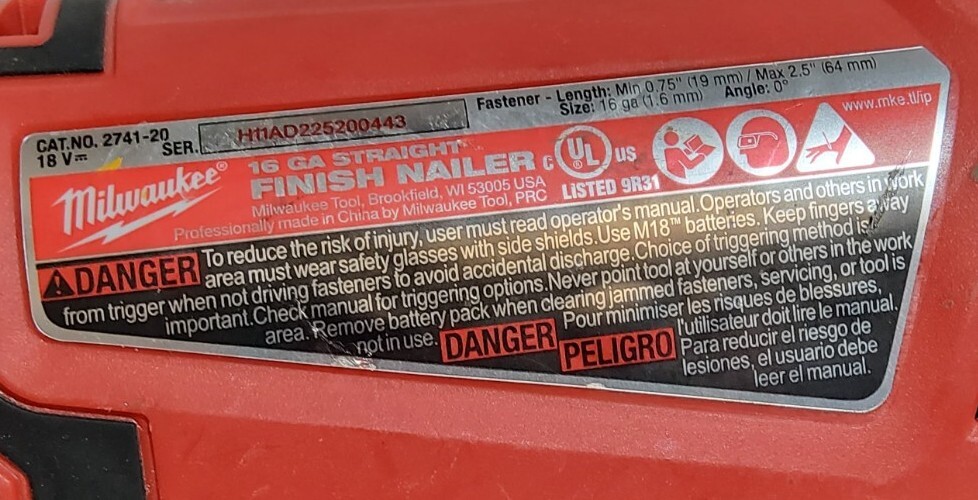 CAT.NO. 2741-20
18 V⎓
SER. H11AD225200443
Fastener - Length: Min 0.75" (19 mm) / Max 2.5" (64 mm)
Size: 16 ga (1.6 mm) Angle: 0°
Milwaukee®
16 GA STRAIGHT
FINISH NAILER
Milwaukee Tool, Brookfield, WI 53005 USA
Professionally made in China by Milwaukee Tool, PRC
C UL US
LISTED 9R31
www.mke.tl/ip
DANGER To reduce the risk of injury, user must read operator's manual. Operators and others in work
area must wear safety glasses with side shields. Use M18™ batteries. Keep fingers away
from trigger when not driving fasteners to avoid accidental discharge. Choice of triggering method is
important. Check manual for triggering options. Never point tool at yourself or others in the work
area. Remove battery pack when clearing jammed fasteners, servicing, or tool is
not in use. DANGER Pour minimiser les risques de blessures,
l'utilisateur doit lire le manual.
PELIGRO Para reducir el riesgo de
lesiones, el usuario debe
leer el manual.